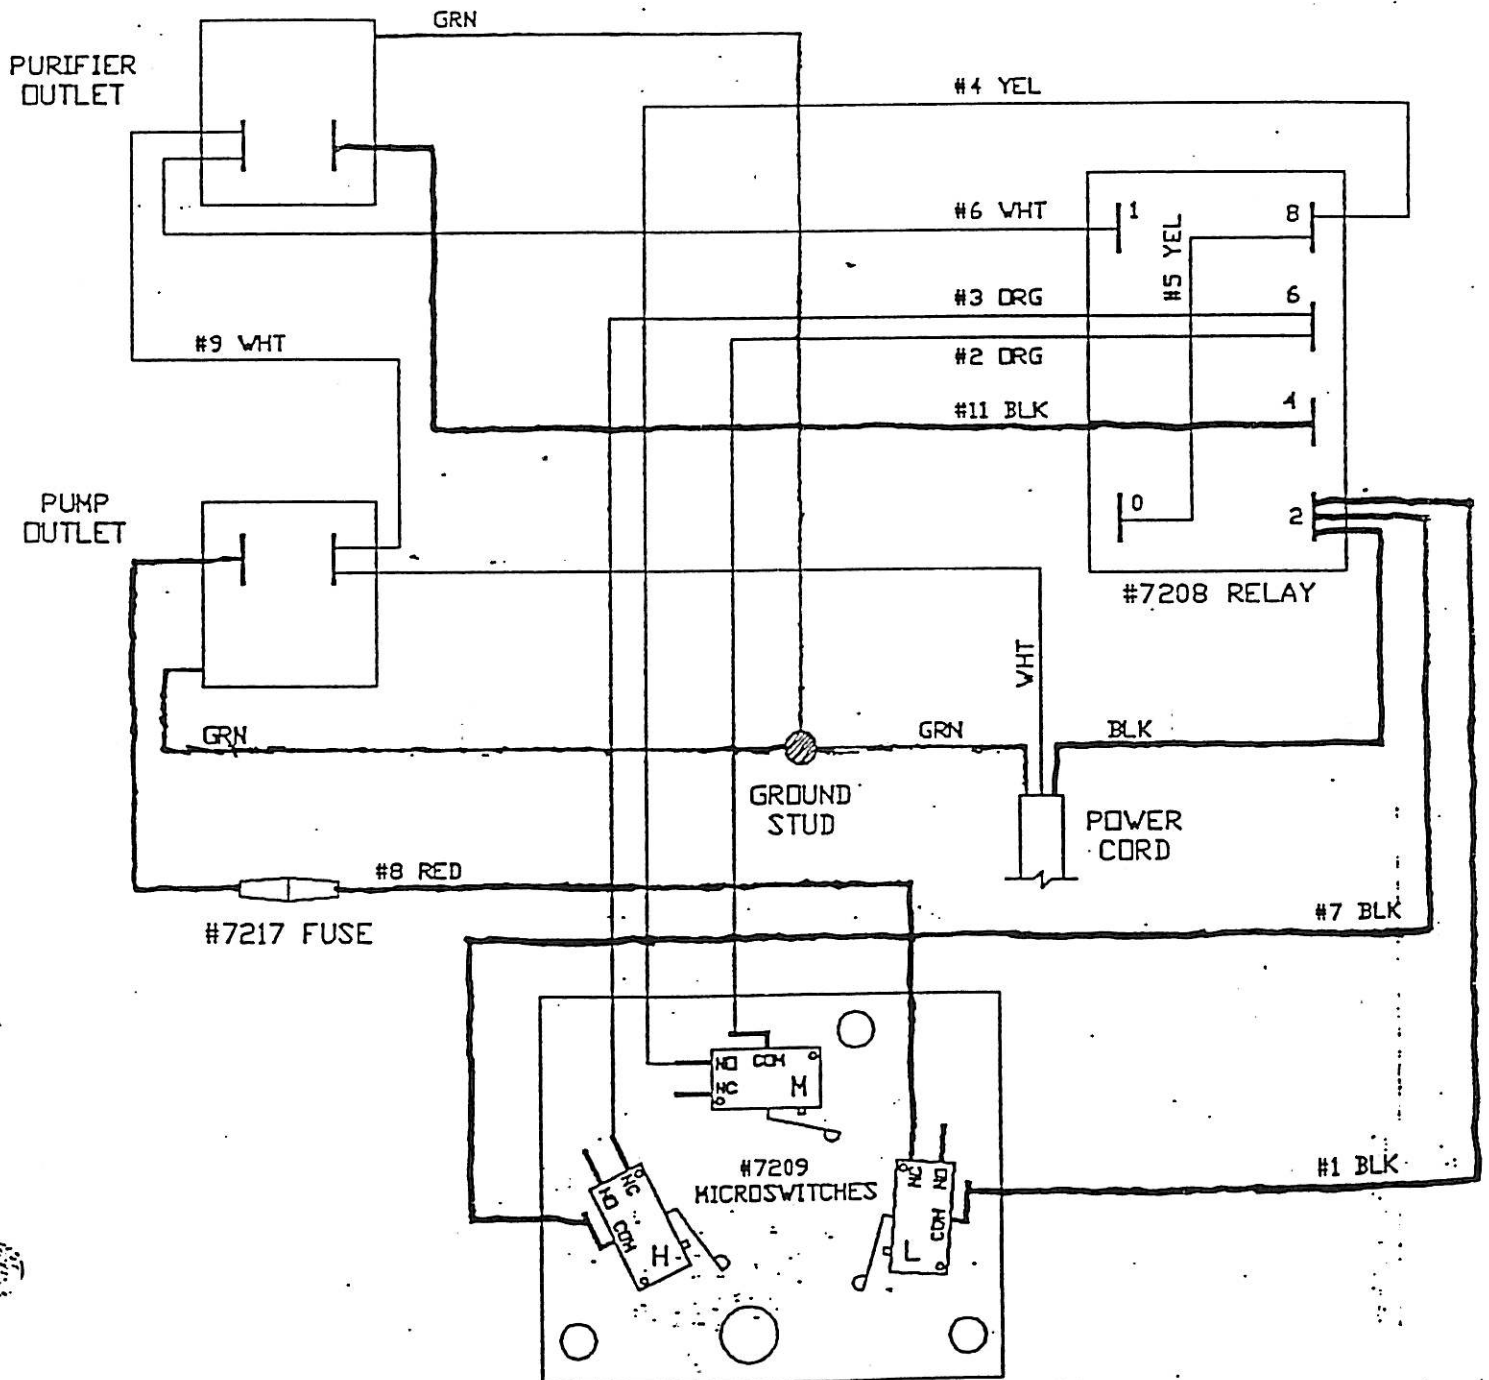 GRN
PURIFIER
OUTLET
#4 YEL
#6 WHT
1
8
#5 YEL
#3 ORG
6
#9 WHT
#2 ORG
#11 BLK
4
PUMP
OUTLET
0
2
#7208 RELAY
WHT
GRN
GRN
BLK
GROUND
STUD
POWER
CORD
#8 RED
#7217 FUSE
#7 BLK
NO
COM
NC
M
#7209
MICROSWITCHES
#1 BLK
NC
NO
COM
H
NC
NO
COM
L